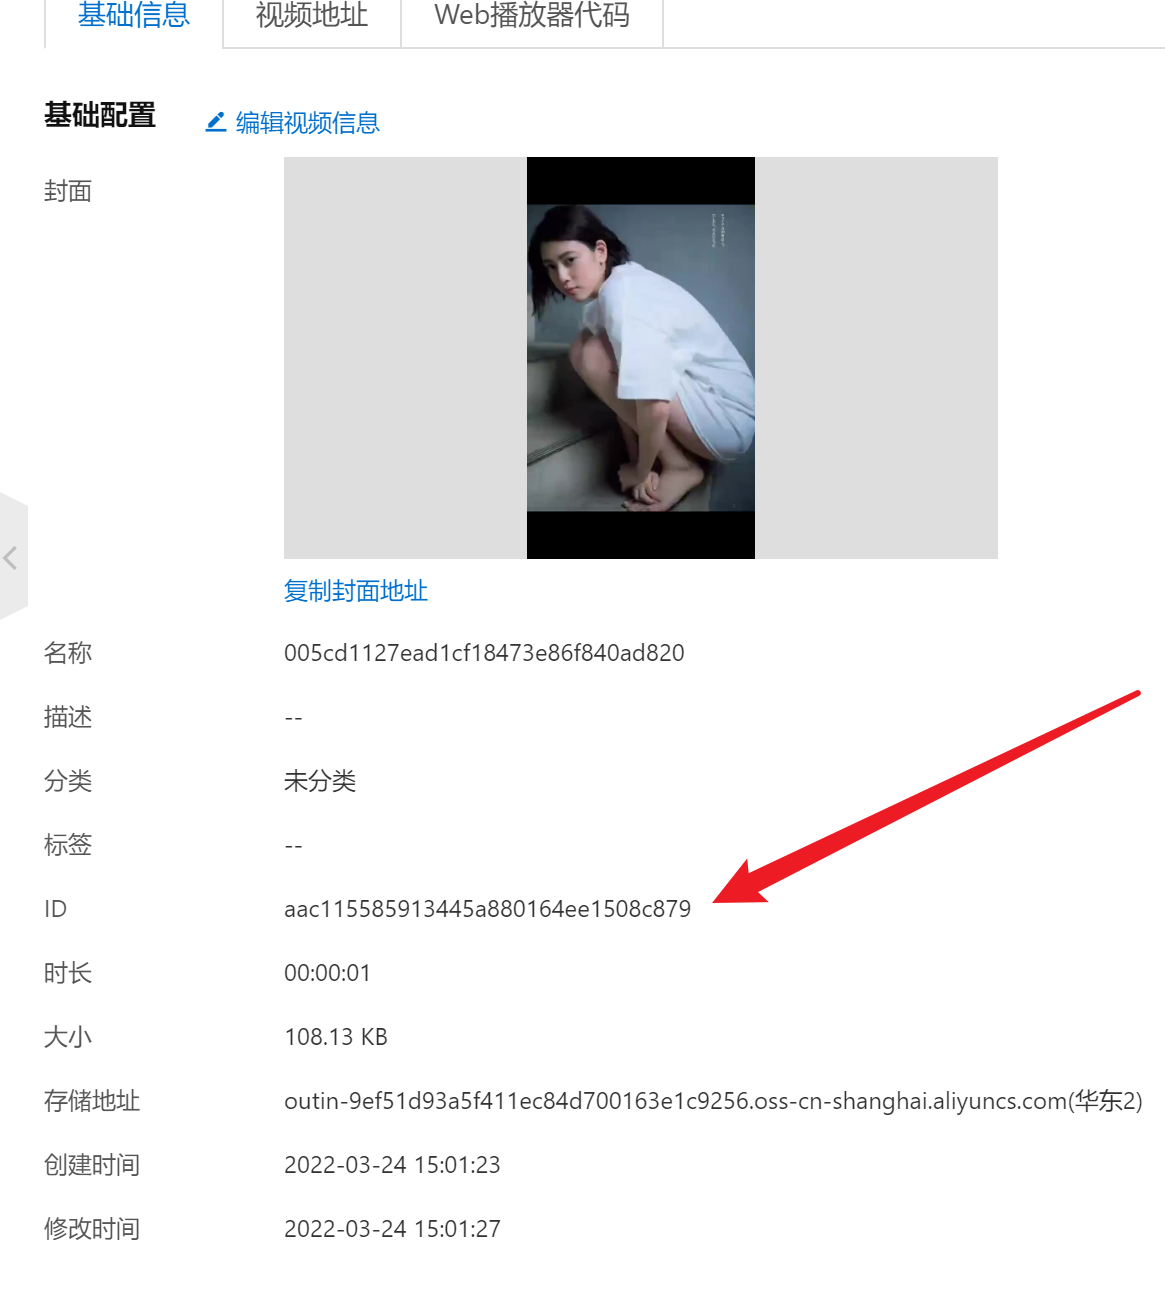 基础信息 视频地址 Web播放器代码
基础配置 编辑视频信息
封面
复制封面地址
名称 005cd1127ead1cf18473e86f840ad820
描述 --
分类 未分类
标签 --
ID aac115585913445a880164ee1508c879
时长 00:00:01
大小 108.13 KB
存储地址 outin-9ef51d93a5f411ec84d700163e1c9256.oss-cn-shanghai.aliyuncs.com(华东2)
创建时间 2022-03-24 15:01:23
修改时间 2022-03-24 15:01:27